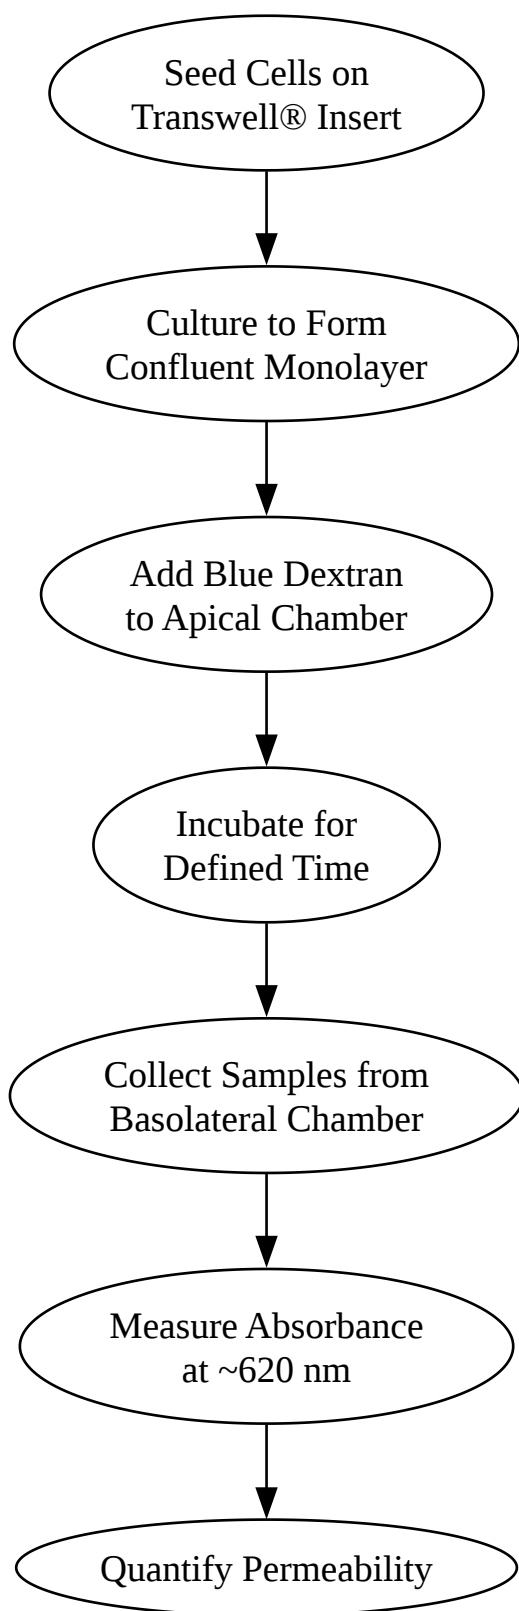 Seed Cells on
Transwell® Insert
Culture to Form
Confluent Monolayer
Add Blue Dextran
to Apical Chamber
Incubate for
Defined Time
Collect Samples from
Basolateral Chamber
Measure Absorbance
at ~620 nm
Quantify Permeability